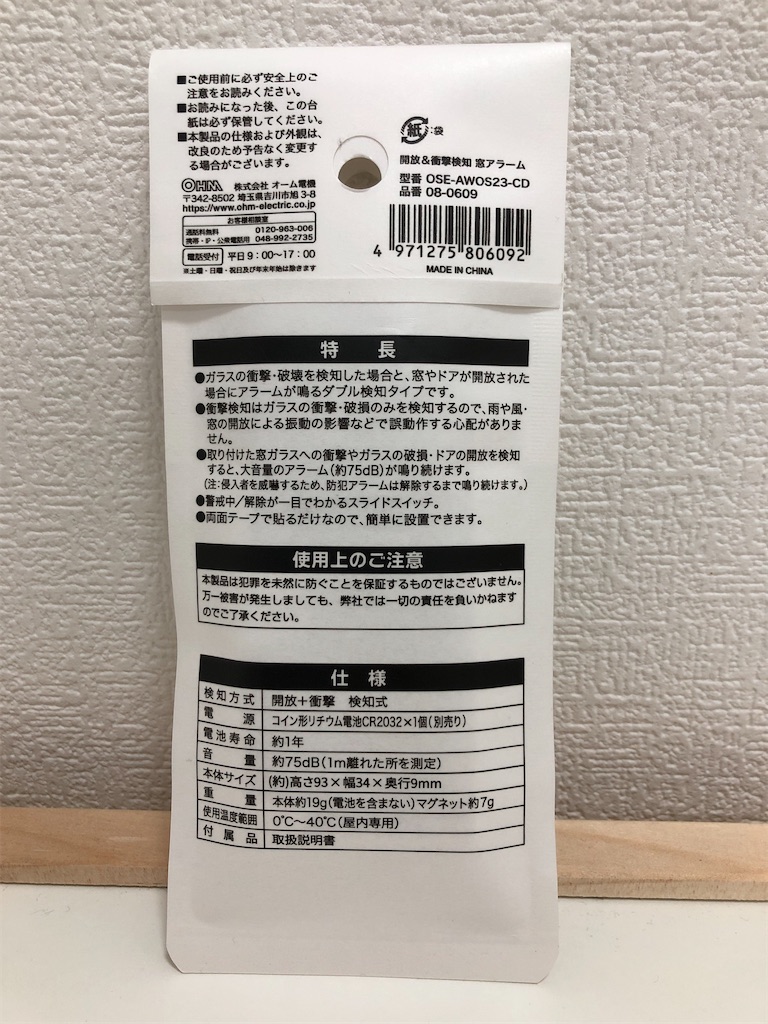 ■ご使用前に必ず安全上のご
注意をお読みください。
■お読みになった後、この台
紙は必ず保管してください。
■本製品の仕様および外観は、
改良のため予告なく変更す
る場合がございます。
OHM 株式会社 オーム電機
〒342-8502 埼玉県吉川市旭3-8
https://www.ohm-electric.co.jp
お客様相談室
通話料無料 0120-963-006
携帯・IP・公衆電話用 048-992-2735
電話受付 平日9：00〜17：00
※土曜・日曜・祝日及び年末年始は除きます
紙：袋
開放＆衝撃検知 窓アラーム
型番 OSE-AWOS23-CD
品番 08-0609
4 971275 806092
MADE IN CHINA
特長
●ガラスの衝撃・破壊を検知した場合と、窓やドアが開放された
場合にアラームが鳴るダブル検知タイプです。
●衝撃検知はガラスの衝撃・破損のみを検知するので、雨や風・
窓の開放による振動の影響などで誤動作する心配がありま
せん。
●取り付けた窓ガラスへの衝撃やガラスの破損・ドアの開放を検知
すると、大音量のアラーム（約75dB）が鳴り続けます。
（注：侵入者を威嚇するため、防犯アラームは解除するまで鳴り続けます。）
●警戒中／解除が一目でわかるスライドスイッチ。
●両面テープで貼るだけなので、簡単に設置できます。
使用上のご注意
本製品は犯罪を未然に防ぐことを保証するものではございません。
万一被害が発生しましても、弊社では一切の責任を負いかねます
のでご了承ください。
仕様
検知方式 開放＋衝撃 検知式
電源 コイン形リチウム電池CR2032×1個（別売り）
電池寿命 約1年
音量 約75dB（1m離れた所を測定）
本体サイズ (約)高さ93×幅34×奥行9mm
重量 本体約19g（電池を含まない）マグネット約7g
使用温度範囲 0℃〜40℃（屋内専用）
付属品 取扱説明書